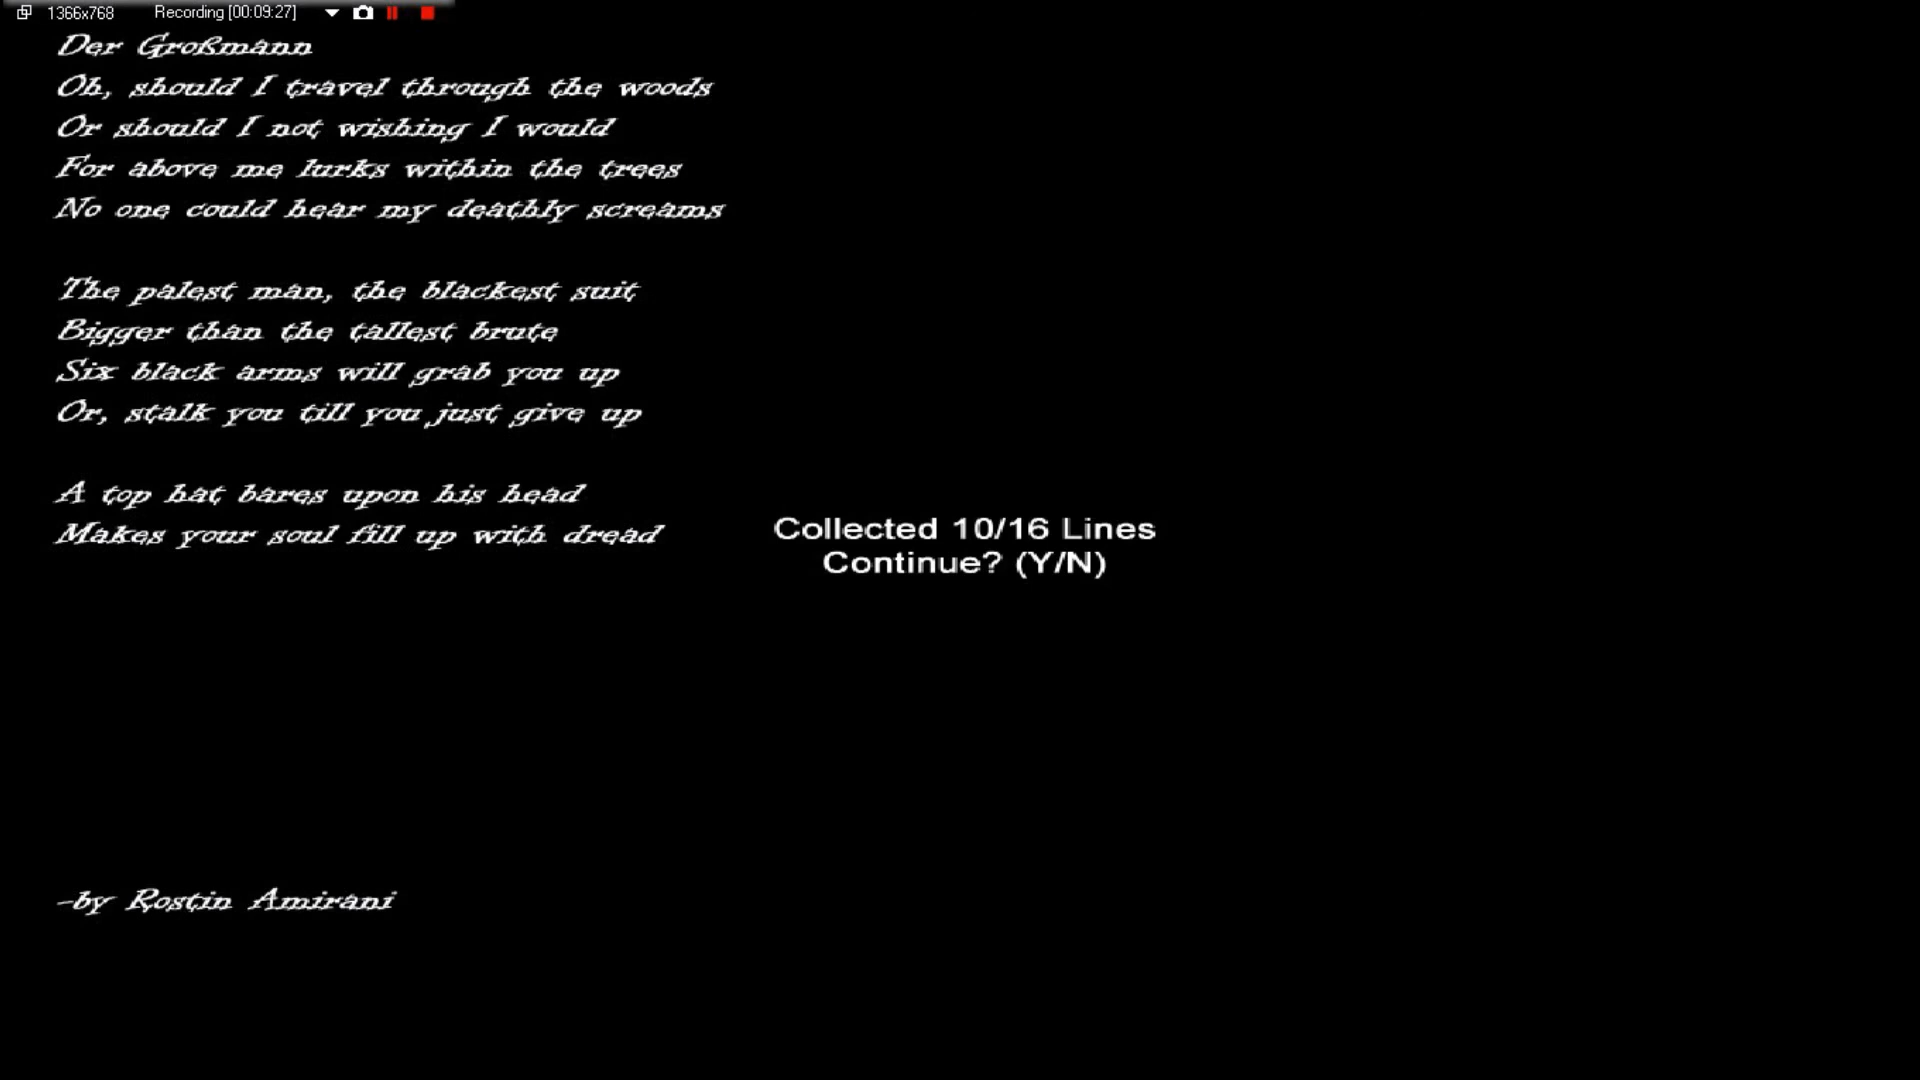 1366x768 Recording [00:09:27]
Der Großmann
Oh, should I travel through the woods
Or should I not wishing I would
For above me lurks within the trees
No one could hear my deathly screams
The palest man, the blackest suit
Bigger than the tallest brute
Six black arms will grab you up
Or, stalk you till you just give up
A top hat bares upon his head
Makes your soul fill up with dread
Collected 10/16 Lines
Continue? (Y/N)
-by Rostin Amirani